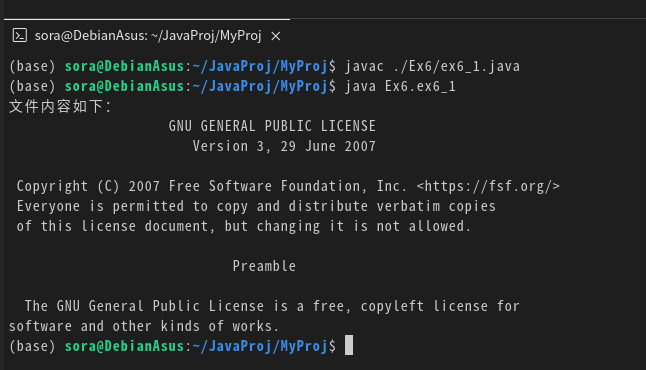 sora@DebianAsus: ~/JavaProj/MyProj ×
(base) sora@DebianAsus:~/JavaProj/MyProj$ javac ./Ex6/ex6_1.java
(base) sora@DebianAsus:~/JavaProj/MyProj$ java Ex6.ex6_1
文件内容如下：
GNU GENERAL PUBLIC LICENSE
Version 3, 29 June 2007
Copyright (C) 2007 Free Software Foundation, Inc. <https://fsf.org/>
Everyone is permitted to copy and distribute verbatim copies
of this license document, but changing it is not allowed.
Preamble
The GNU General Public License is a free, copyleft license for
software and other kinds of works.
(base) sora@DebianAsus:~/JavaProj/MyProj$